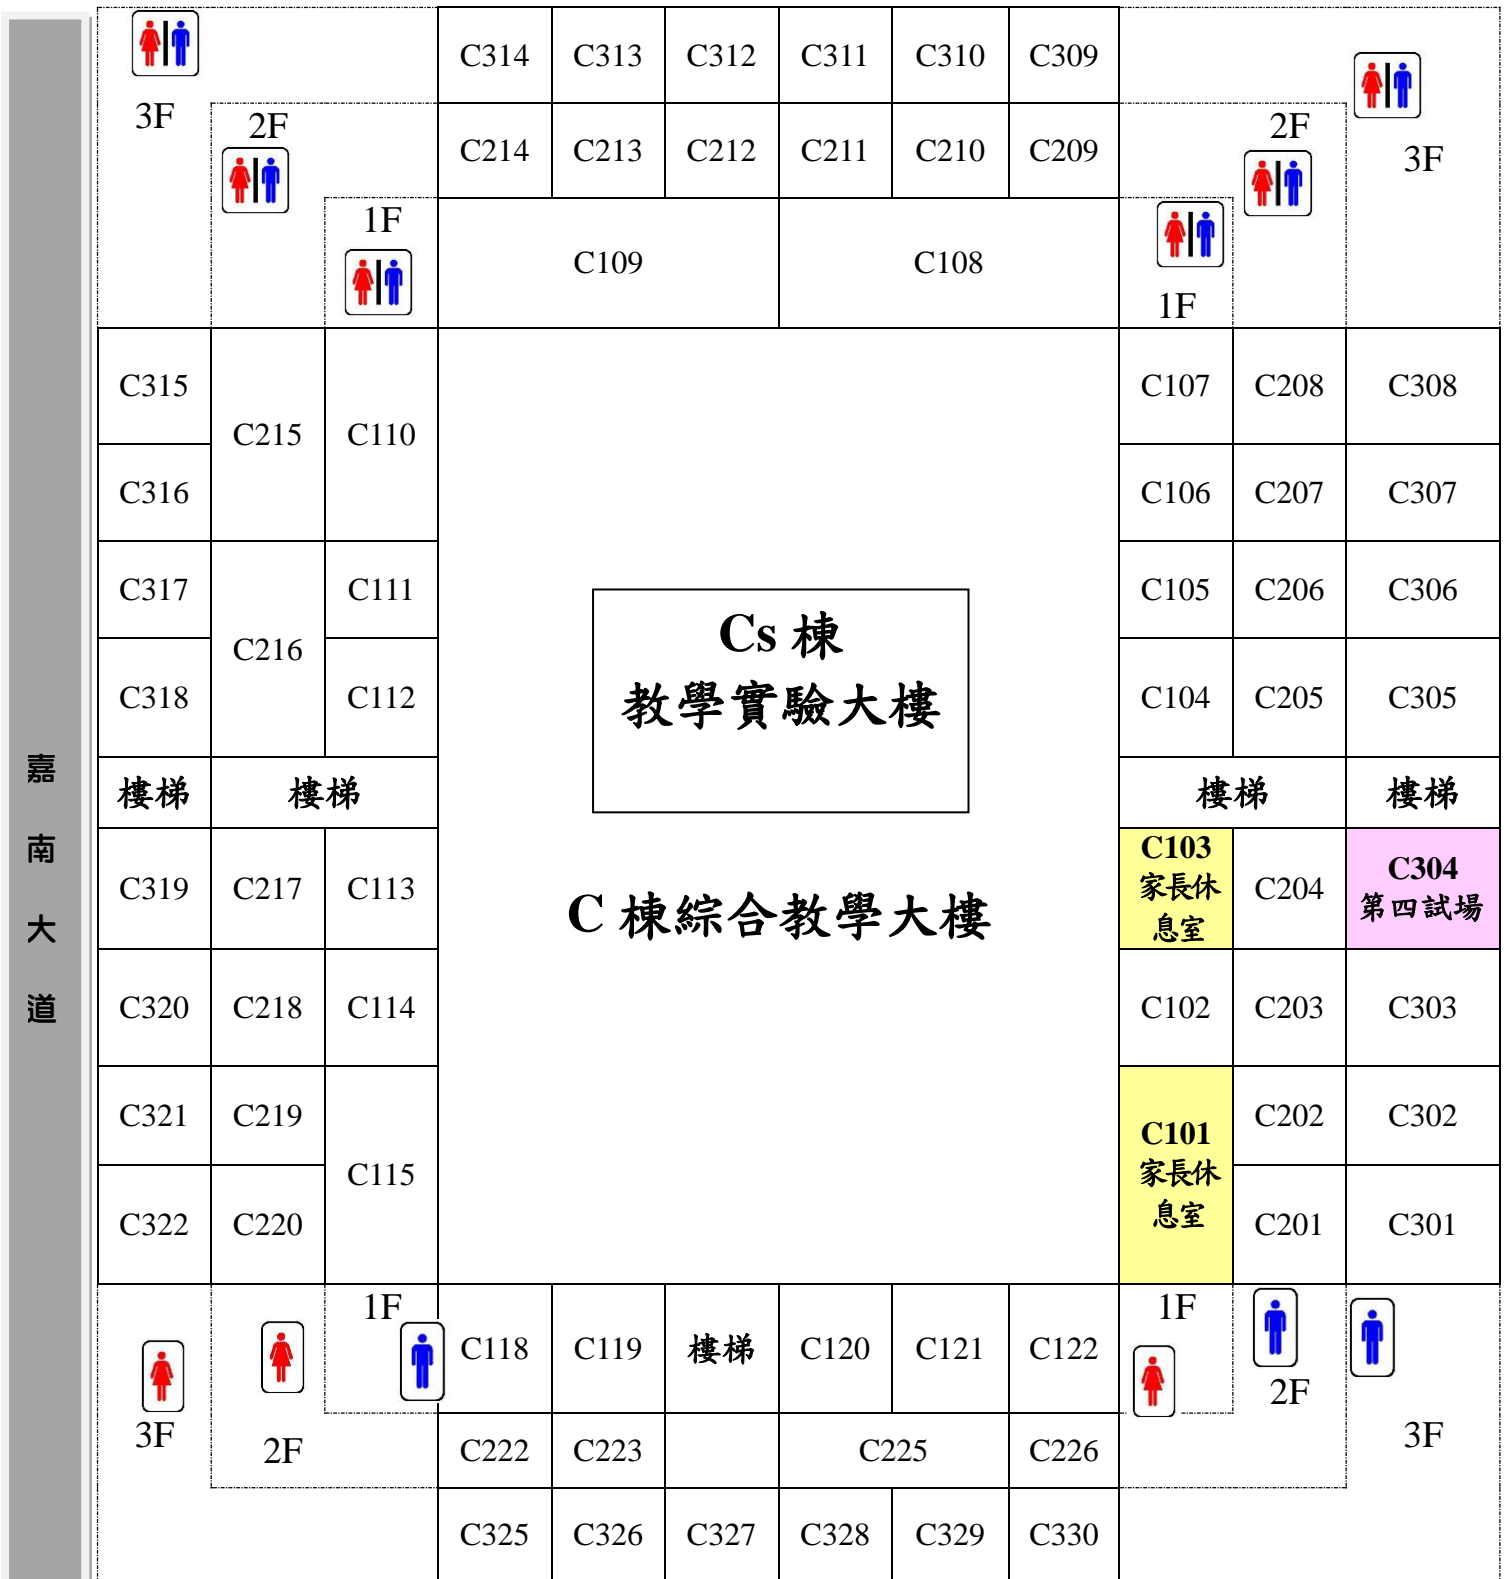 C314 C313 C312 C311 C310 C309
3F
2F
C214 C213 C212 C211 C210 C209
2F
3F
1F
C109 C108
1F
C315 C215 C110 C107 C208 C308
C316 C106 C207 C307
C317 C216 C111 C105 C206 C306
C318 C112 C104 C205 C305
Cs 棟
教學實驗大樓
樓梯 樓梯 樓梯 樓梯
C319 C217 C113
C 棟綜合教學大樓
C103
家長休
息室
C204
C304
第四試場
C320 C218 C114 C102 C203 C303
C321 C219 C115
C101
家長休
息室
C202 C302
C322 C220 C201 C301
1F
C118 C119 樓梯 C120 C121 C122
1F
2F
3F
2F
C222 C223 C225 C226
3F
C325 C326 C327 C328 C329 C330
嘉
南
大
道